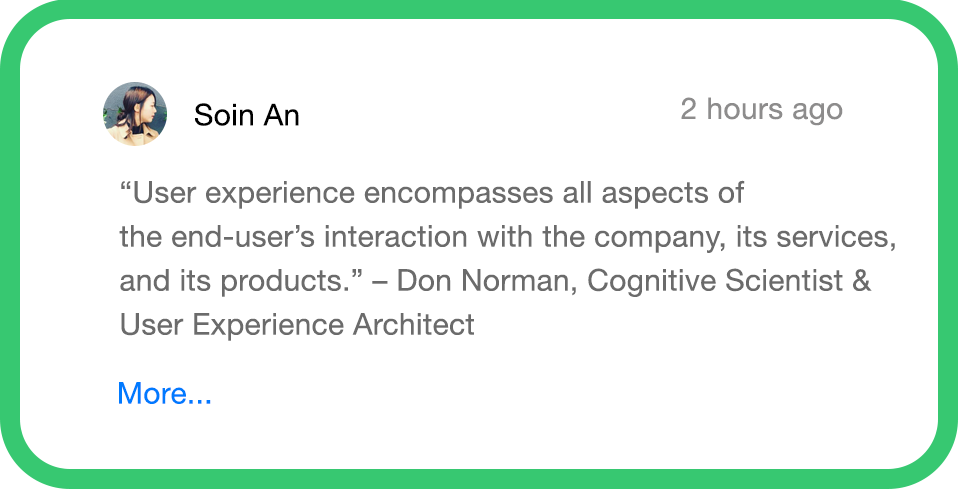 Soin An
2 hours ago
“User experience encompasses all aspects of
the end-user’s interaction with the company, its services,
and its products.” – Don Norman, Cognitive Scientist &
User Experience Architect
More...